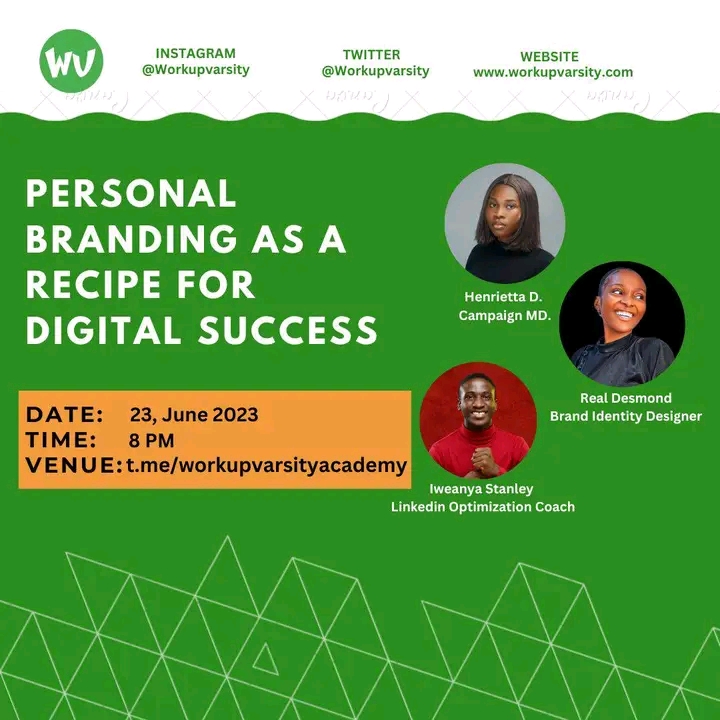 WU
INSTAGRAM
@Workupvarsity
TWITTER
@Workupvarsity
WEBSITE
www.workupvarsity.com
PERSONAL
BRANDING AS A
RECIPE FOR
DIGITAL SUCCESS
Henrietta D.
Campaign MD.
Real Desmond
Brand Identity Designer
DATE: 23, June 2023
TIME: 8 PM
VENUE: t.me/workupvarsityacademy
Iweanya Stanley
Linkedin Optimization Coach